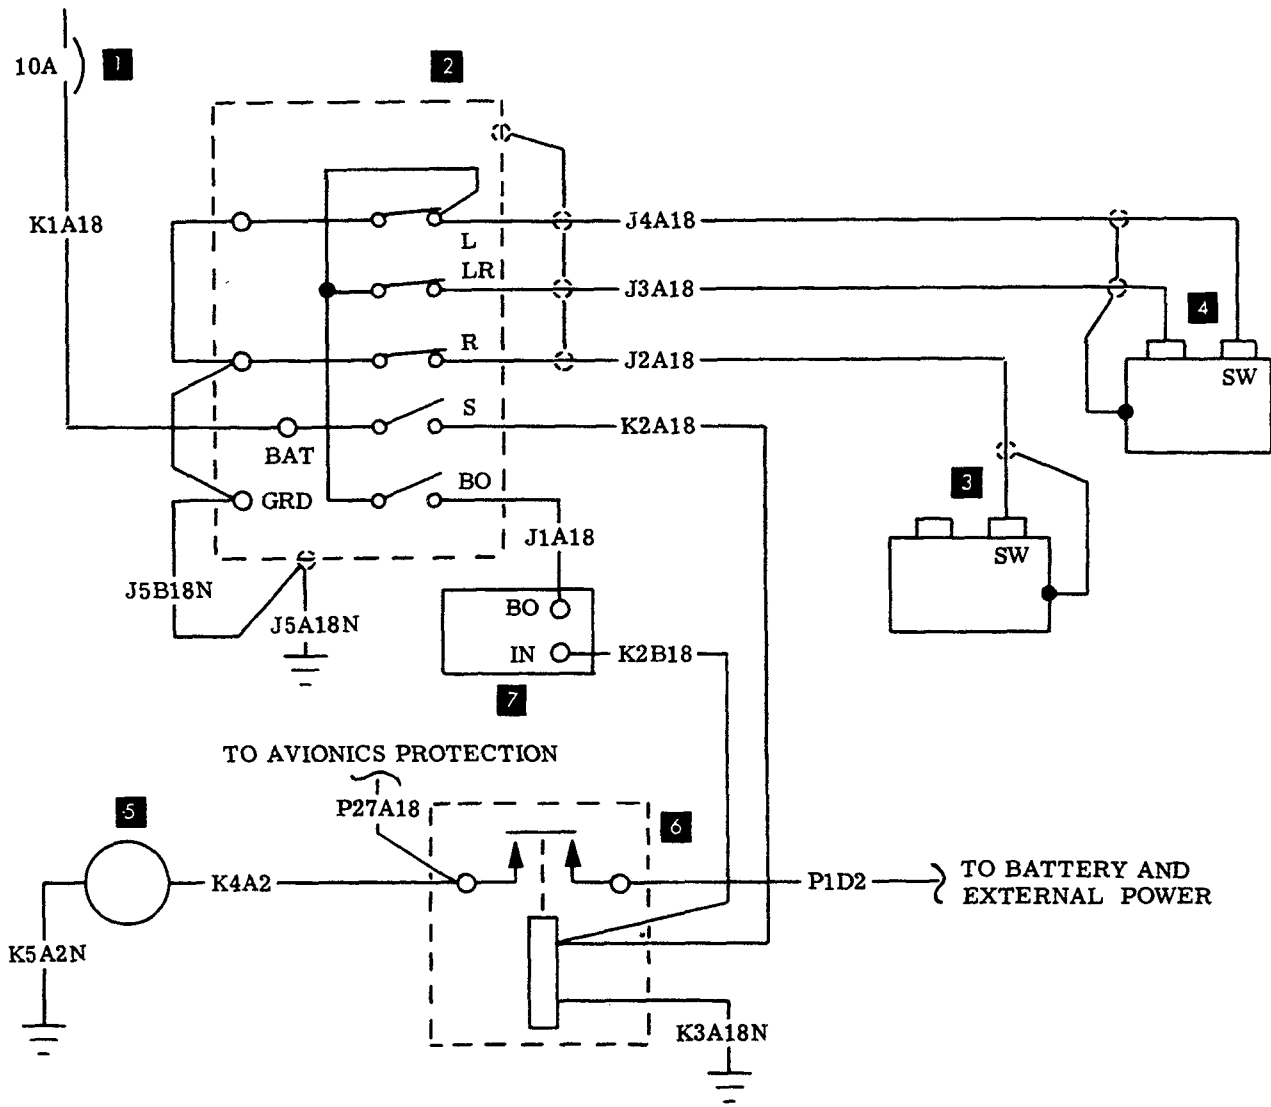 1
10A
2
K1A18
J4A18
L
LR
J3A18
4
R
J2A18
SW
S
K2A18
BAT
BO
3
GRD
J1A18
SW
J5B18N
BO
J5A18N
IN
K2B18
7
TO AVIONICS PROTECTION
P27A18
5
6
K4A2
P1D2
TO BATTERY AND
EXTERNAL POWER
K5A2N
K3A18N